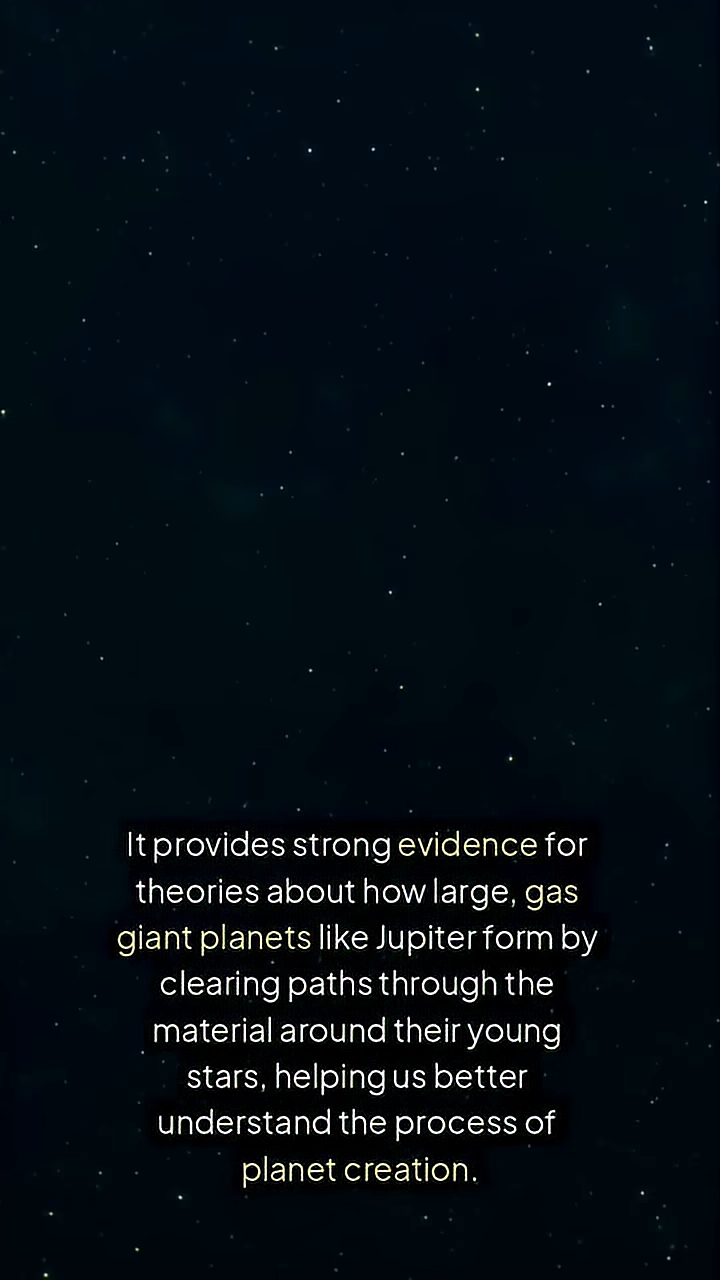 It provides strong evidence for
theories about how large, gas
giant planets like Jupiter form by
clearing paths through the
material around their young
stars, helping us better
understand the process of
planet creation.